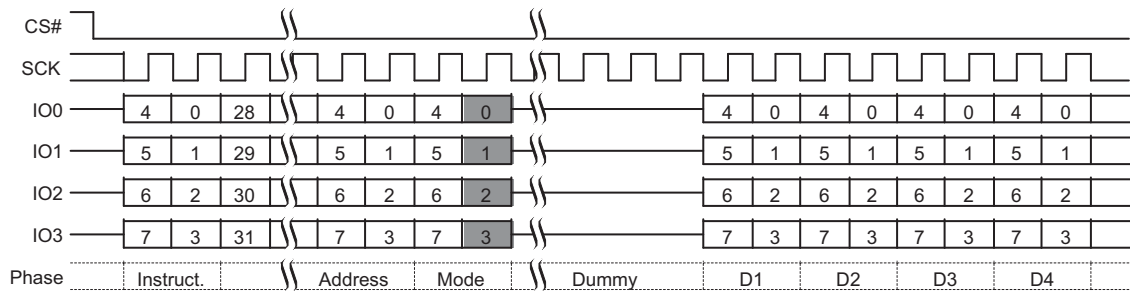 CS#
SCK
IO0 4 0 28 4 0 4 0 4 0 4 0 4 0 4 0
IO1 5 1 29 5 1 5 1 5 1 5 1 5 1 5 1
IO2 6 2 30 6 2 6 2 6 2 6 2 6 2 6 2
IO3 7 3 31 7 3 7 3 7 3 7 3 7 3 7 3
Phase Instruct. Address Mode Dummy D1 D2 D3 D4